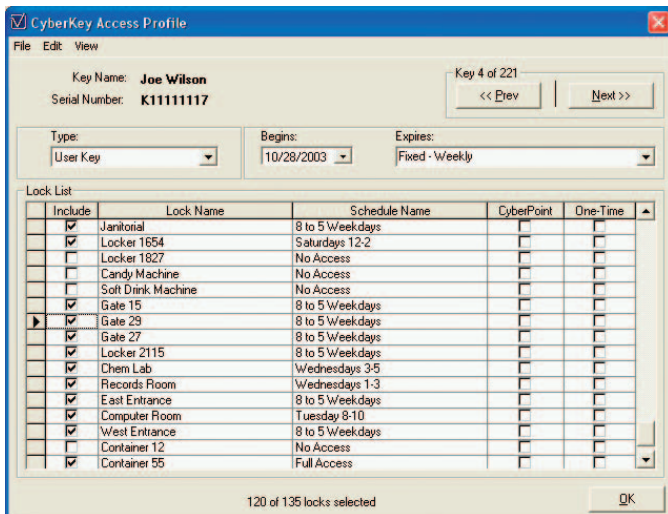 CyberKey Access Profile
File Edit View
Key Name: Joe Wilson
Serial Number: K11111117
Key 4 of 221
<< Prev
Next >>
Type:
User Key
Begins:
10/28/2003
Expires:
Fixed - Weekly
Lock List
Include Lock Name Schedule Name CyberPoint One-Time
Janitorial 8 to 5 Weekdays
Locker 1654 Saturdays 12-2
Locker 1827 No Access
Candy Machine No Access
Soft Drink Machine No Access
Gate 15 8 to 5 Weekdays
Gate 29 8 to 5 Weekdays
Gate 27 8 to 5 Weekdays
Locker 2115 8 to 5 Weekdays
Chem Lab Wednesdays 3-5
Records Room Wednesdays 1-3
East Entrance 8 to 5 Weekdays
Computer Room Tuesday 8-10
West Entrance 8 to 5 Weekdays
Container 12 No Access
Container 55 Full Access
120 of 135 locks selected
OK